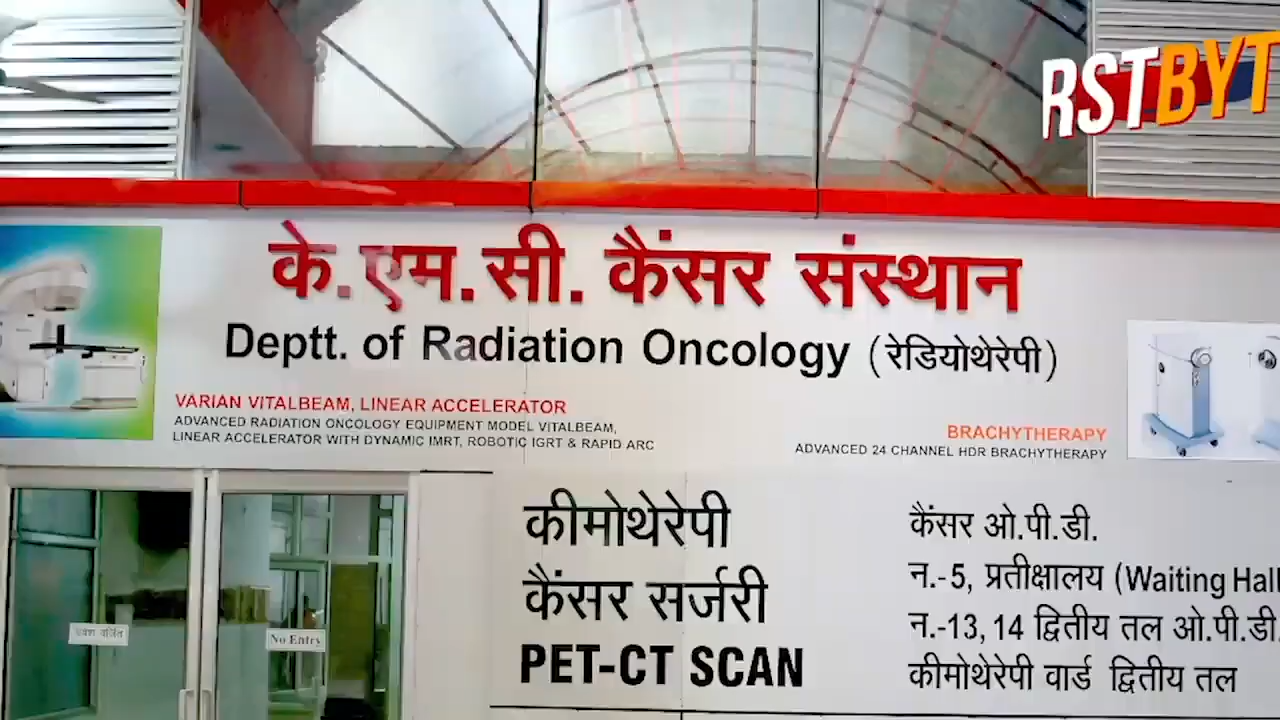 RSTBYT
के.एम.सी. कैंसर संस्थान
Deptt. of Radiation Oncology (रेडियोथेरेपी)
VARIAN VITALBEAM, LINEAR ACCELERATOR
ADVANCED RADIATION ONCOLOGY EQUIPMENT MODEL VITALBEAM,
LINEAR ACCELERATOR WITH DYNAMIC IMRT, ROBOTIC IGRT & RAPID ARC
BRACHYTHERAPY
ADVANCED 24 CHANNEL HDR BRACHYTHERAPY
कीमोथेरेपी
कैंसर सर्जरी
PET-CT SCAN
कैंसर ओ.पी.डी.
न.-5, प्रतीक्षालय (Waiting Hall
न.-13, 14 द्वितीय तल ओ.पी.डी.
कीमोथेरेपी वार्ड द्वितीय तल
प्रवेश वर्जित
No Entry